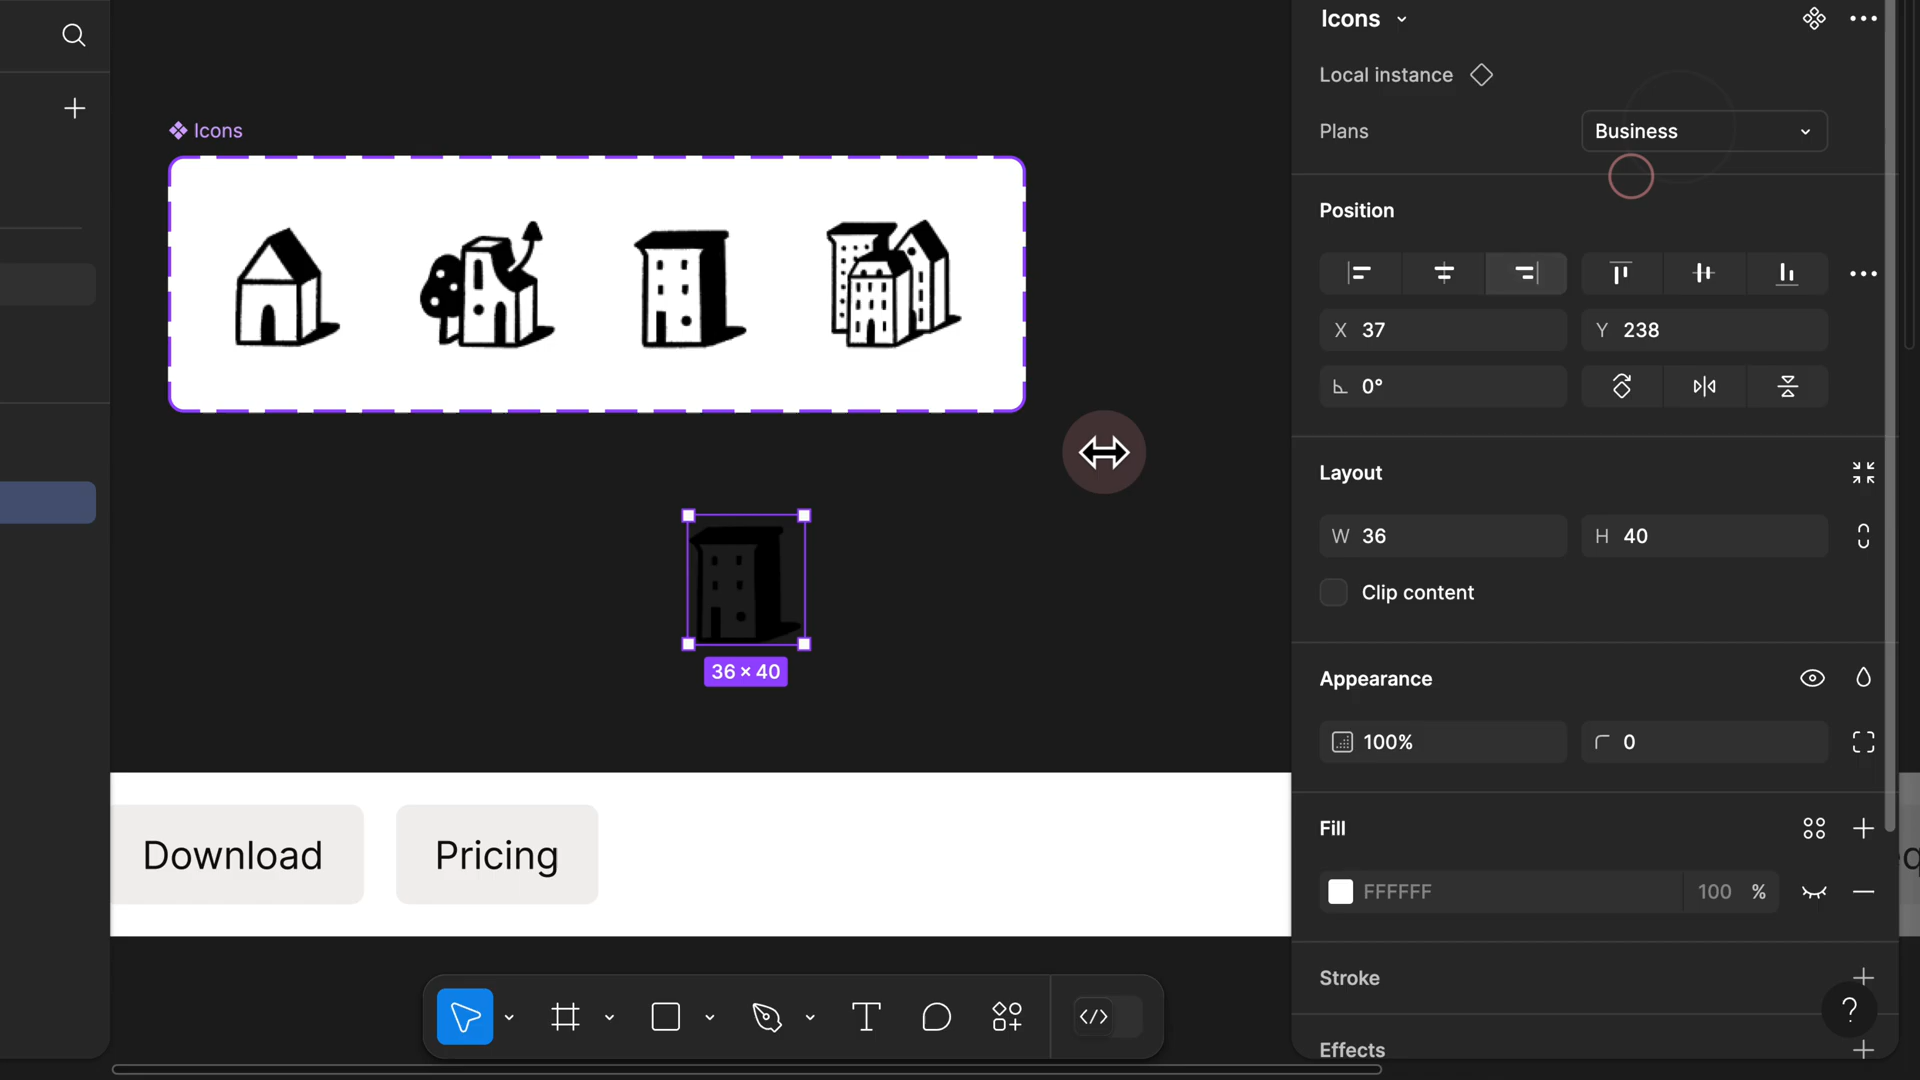 Icons
Local instance
Plans
Business
Icons
Position
X 37
Y 238
0°
Layout
W 36
H 40
Clip content
36 × 40
Appearance
100%
0
Download
Pricing
Fill
FFFFFF
100 %
Stroke
Effects
?